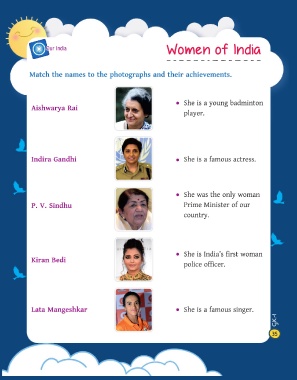 Our India
Women of India
Match the names to the photographs and their achievements.
Aishwarya Rai
• She is a young badminton
player.
Indira Gandhi
• She is a famous actress.
P. V. Sindhu
• She was the only woman
Prime Minister of our
country.
Kiran Bedi
• She is India's first woman
police officer.
Lata Mangeshkar
• She is a famous singer.
GK-1